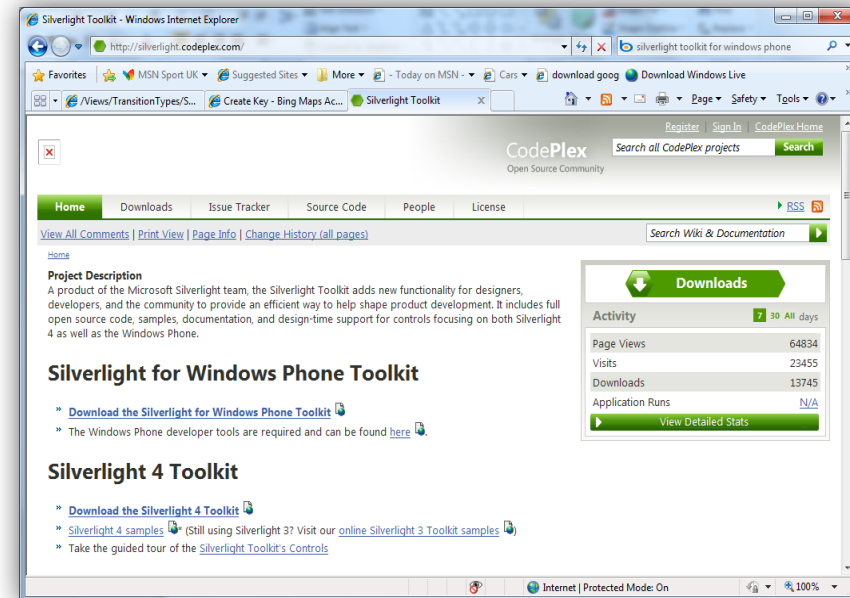 Silverlight Toolkit - Windows Internet Explorer
http://silverlight.codeplex.com/
silverlight toolkit for windows phone
Favorites MSN Sport UK Suggested Sites More - Today on MSN - Cars download goog Download Windows Live
/Views/TransitionTypes/S... Create Key - Bing Maps Ac... Silverlight Toolkit x Page Safety Tools
Register | Sign In | CodePlex Home
CodePlex
Open Source Community
Search all CodePlex projects Search
Home Downloads Issue Tracker Source Code People License RSS
View All Comments | Print View | Page Info | Change History (all pages) Search Wiki & Documentation
Home
Project Description
A product of the Microsoft Silverlight team, the Silverlight Toolkit adds new functionality for designers,
developers, and the community to provide an efficient way to help shape product development. It includes full
open source code, samples, documentation, and design-time support for controls focusing on both Silverlight
4 as well as the Windows Phone.
Silverlight for Windows Phone Toolkit
» Download the Silverlight for Windows Phone Toolkit
» The Windows Phone developer tools are required and can be found here .
Silverlight 4 Toolkit
» Download the Silverlight 4 Toolkit
» Silverlight 4 samples * (Still using Silverlight 3? Visit our online Silverlight 3 Toolkit samples )
» Take the guided tour of the Silverlight Toolkit's Controls
Downloads
Activity 7 30 All days
Page Views 64834
Visits 23455
Downloads 13745
Application Runs N/A
View Detailed Stats
Internet | Protected Mode: On 100%